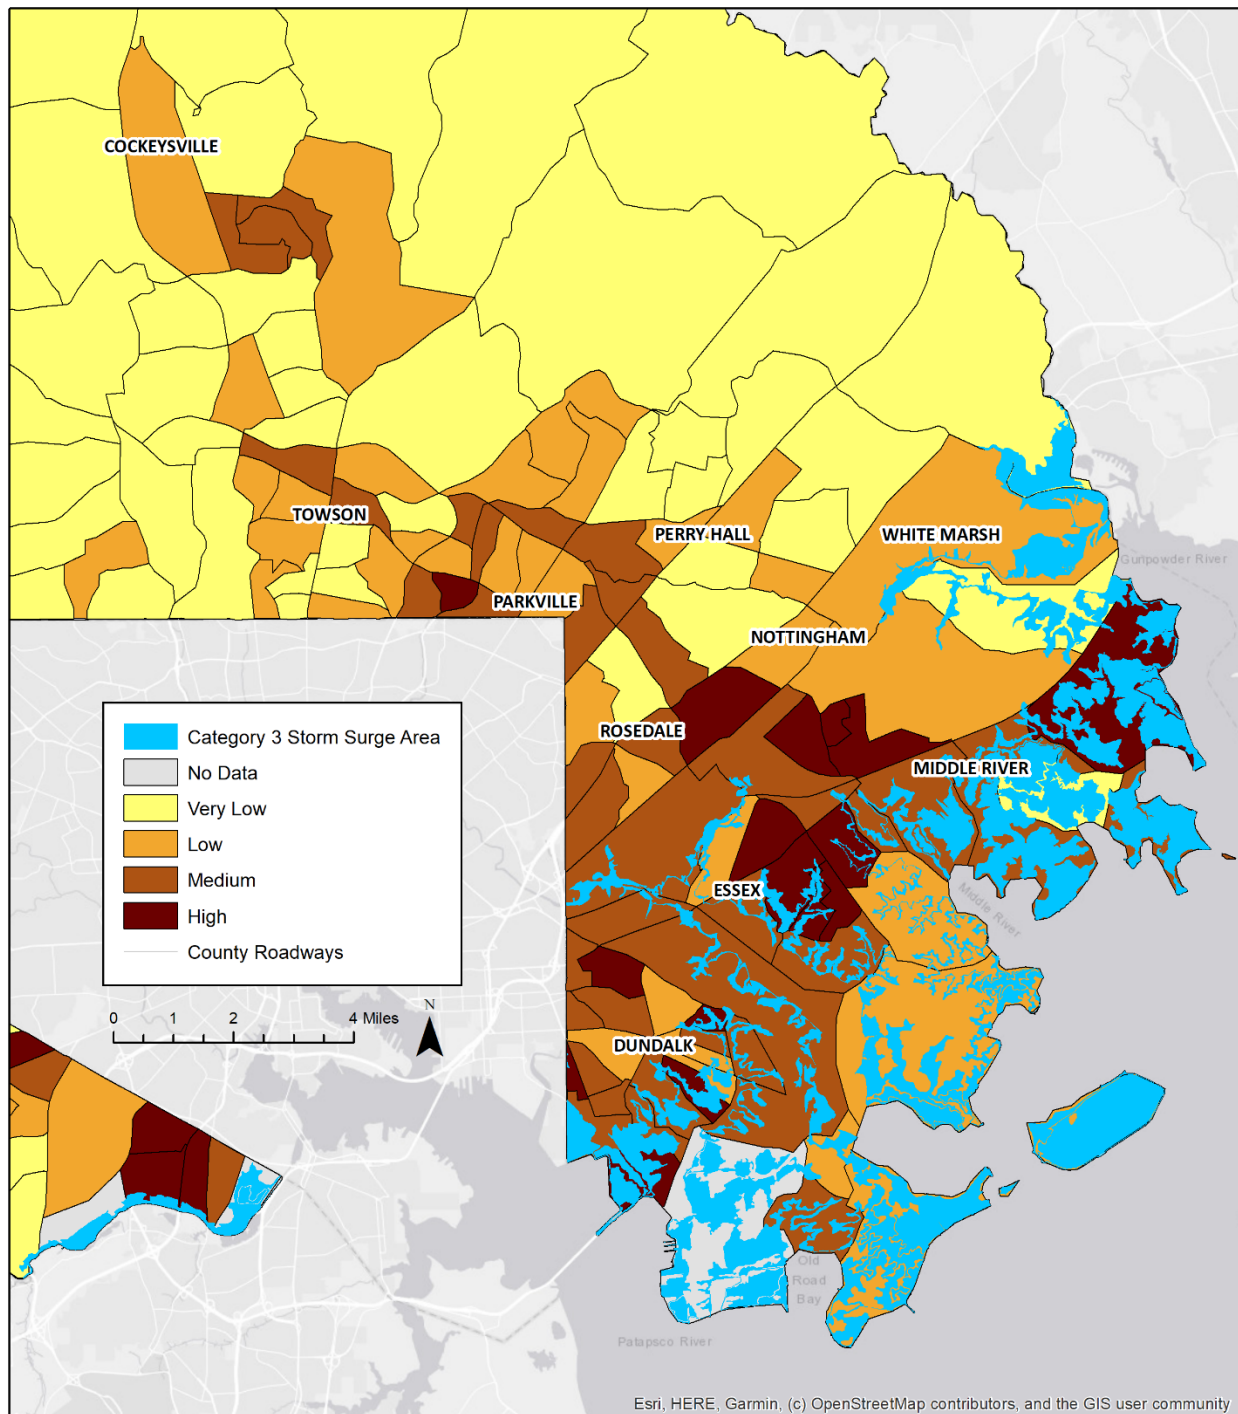 COCKEYSVILLE
TOWSON
PERRY HALL
WHITE MARSH
Gunpowder River
PARKVILLE
NOTTINGHAM
ROSEDALE
MIDDLE RIVER
Category 3 Storm Surge Area
No Data
Very Low
Low
Medium
High
County Roadways
ESSEX
Middle River
N
0 1 2 4 Miles
DUNDALK
Old
Road
Bay
Patapsco River
Esri, HERE, Garmin, (c) OpenStreetMap contributors, and the GIS user community